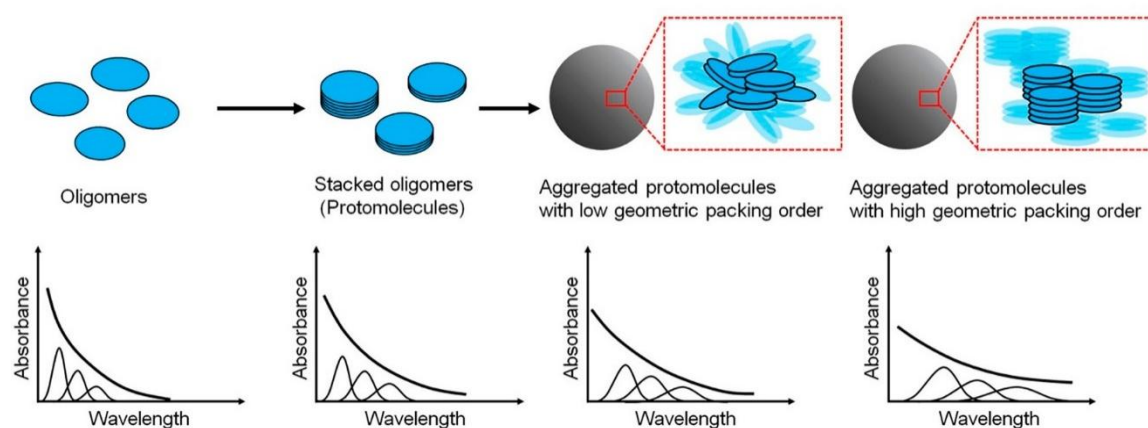 Oligomers
Stacked oligomers
(Protomolecules)
Aggregated protomolecules
with low geometric packing order
Aggregated protomolecules
with high geometric packing order
Absorbance
Wavelength
Absorbance
Wavelength
Absorbance
Wavelength
Absorbance
Wavelength